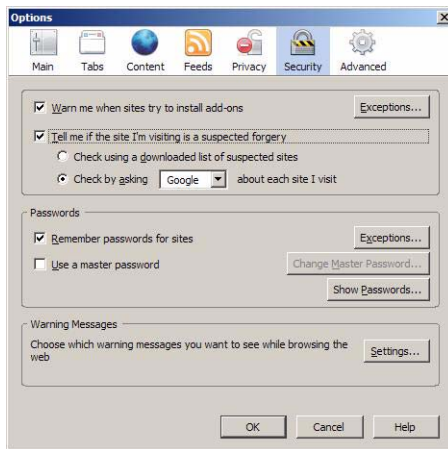 Options
Main Tabs Content Feeds Privacy Security Advanced
Warn me when sites try to install add-ons Exceptions...
Tell me if the site I'm visiting is a suspected forgery
Check using a downloaded list of suspected sites
Check by asking Google about each site I visit
Passwords
Remember passwords for sites Exceptions...
Use a master password Change Master Password...
Show Passwords...
Warning Messages
Choose which warning messages you want to see while browsing the
web Settings...
OK Cancel Help